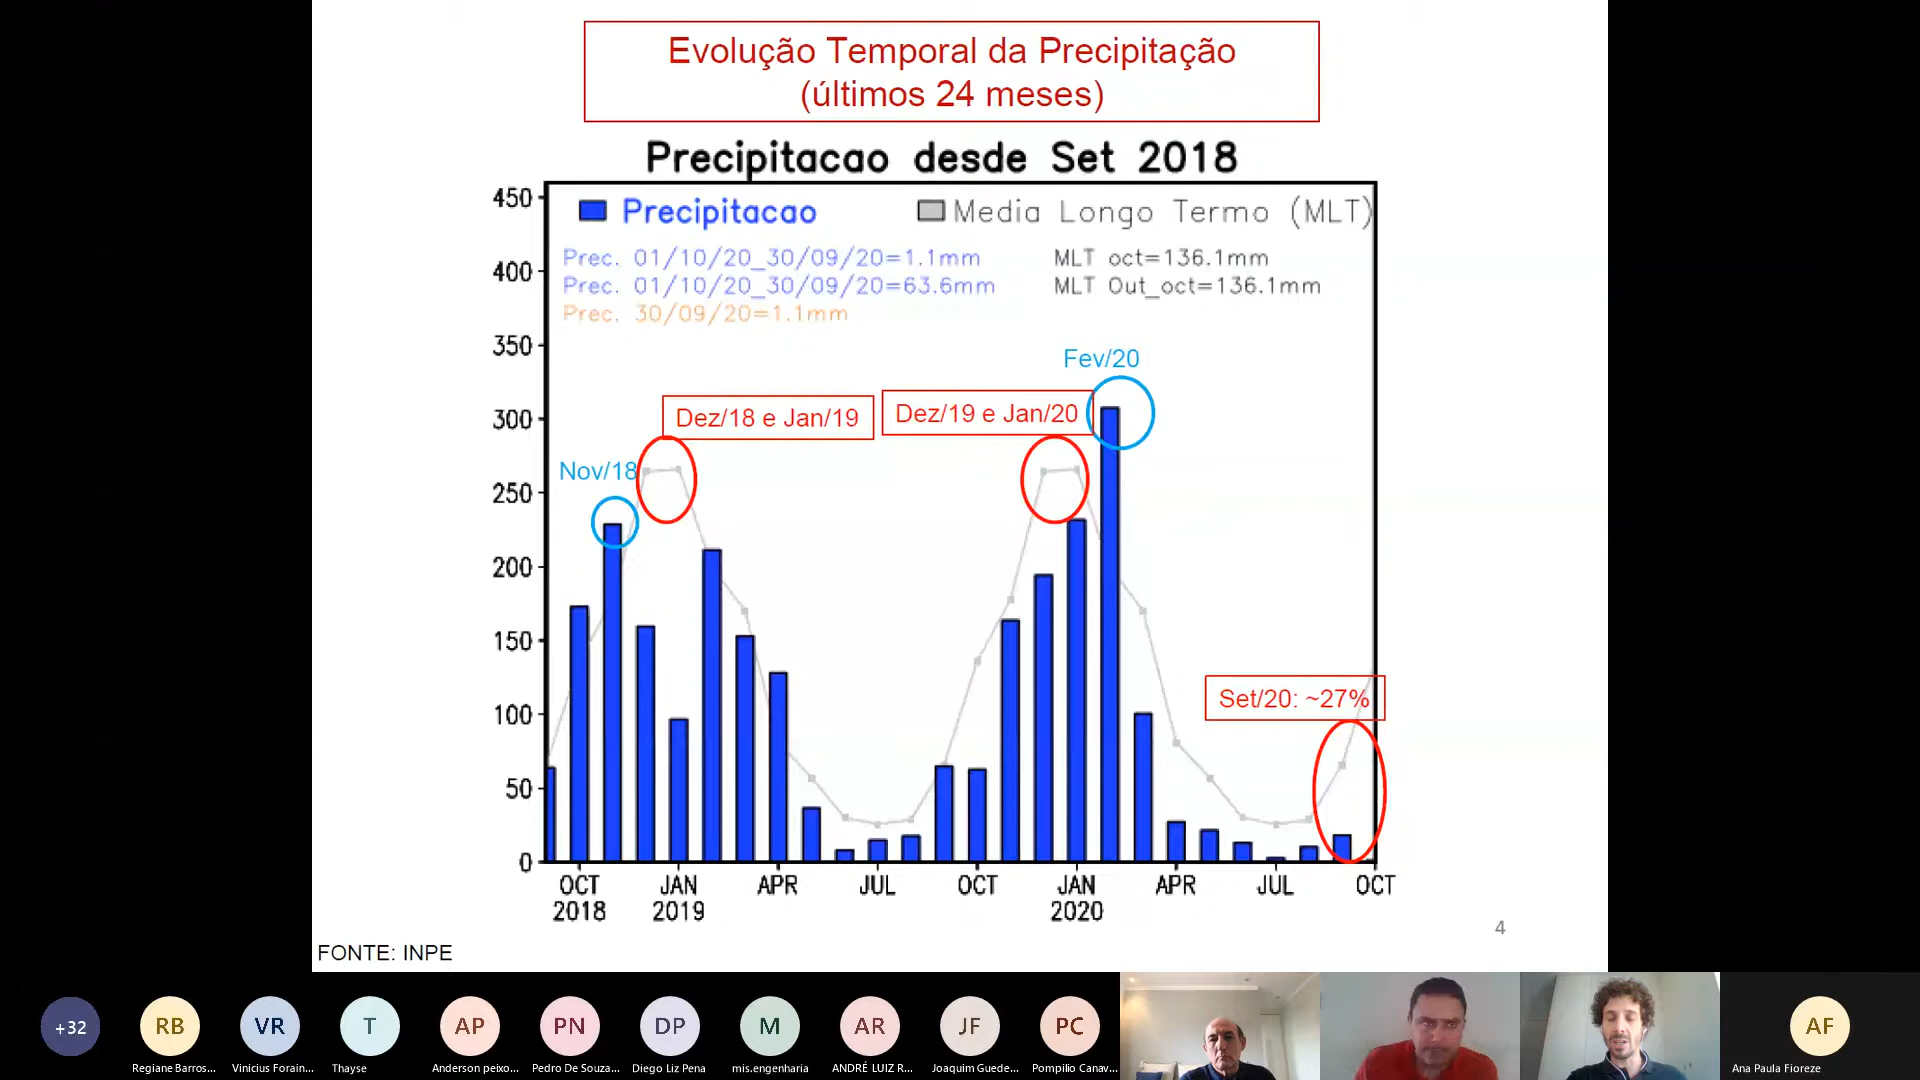 Evolução Temporal da Precipitação
(últimos 24 meses)
Precipitacao desde Set 2018
450
400
350
300
250
200
150
100
50
0
Precipitacao
Media Longo Termo (MLT)
Prec. 01/10/20_30/09/20=1.1mm
MLT oct=136.1mm
Prec. 01/10/20_30/09/20=63.6mm
MLT Out_oct=136.1mm
Prec. 30/09/20=1.1mm
Fev/20
Dez/18 e Jan/19
Dez/19 e Jan/20
Nov/18
Set/20: ~27%
OCT
2018
JAN
2019
APR
JUL
OCT
JAN
2020
APR
JUL
OCT
4
FONTE: INPE
+32
RB
VR
T
AP
PN
DP
M
AR
JF
PC
AF
Regiane Barros...
Vinicius Forain...
Thayse
Anderson peixo...
Pedro De Souza...
Diego Liz Pena
mis.engenharia
ANDRÉ LUIZ R...
Joaquim Guede...
Pompilio Canav...
Ana Paula Fioreze